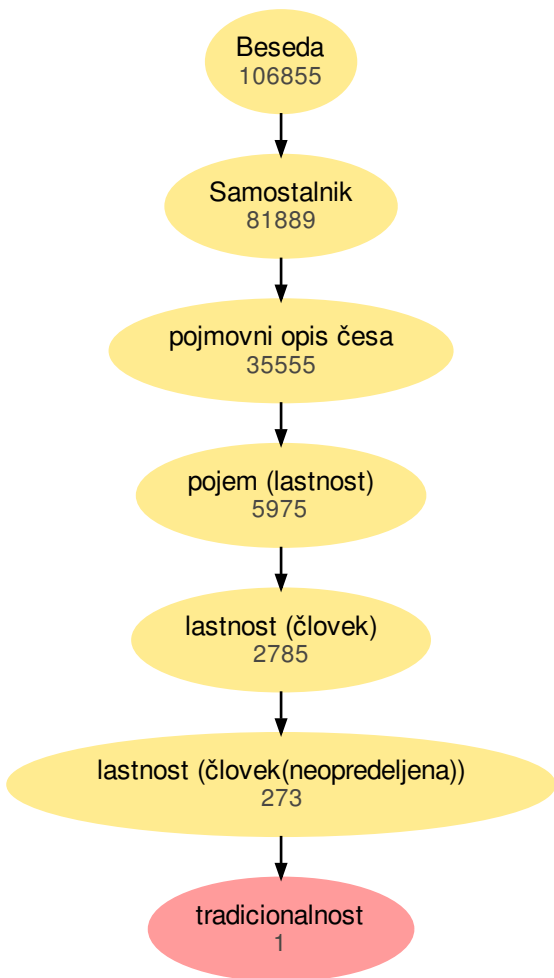 Beseda
106855
Samostalnik
81889
pojmovni opis česa
35555
pojem (lastnost)
5975
lastnost (človek)
2785
lastnost (človek(neopredeljena))
273
tradicionalnost
1